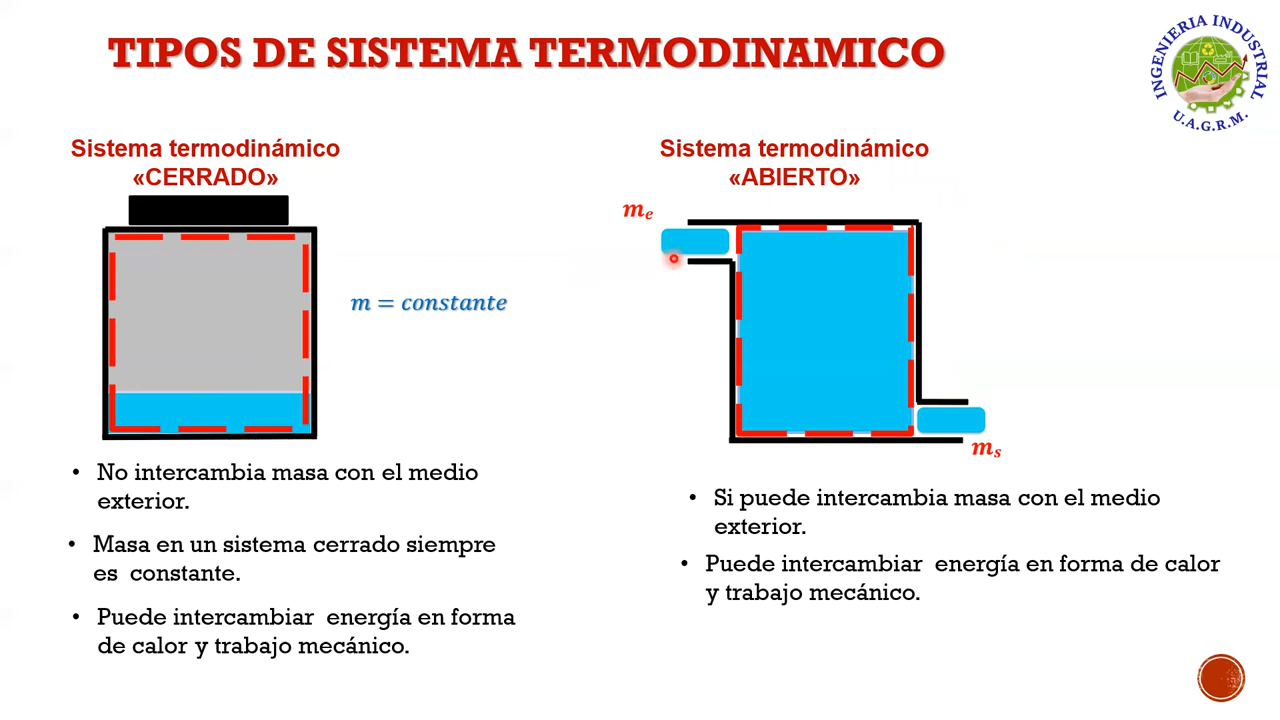 TIPOS DE SISTEMA TERMODINAMICO
INGENIERIA INDUSTRIAL
U.A.G.R.M.
Sistema termodinámico
«CERRADO»
m = constante
• No intercambia masa con el medio
exterior.
• Masa en un sistema cerrado siempre
es constante.
• Puede intercambiar energía en forma
de calor y trabajo mecánico.
Sistema termodinámico
«ABIERTO»
mₑ
mₛ
• Si puede intercambia masa con el medio
exterior.
• Puede intercambiar energía en forma de calor
y trabajo mecánico.